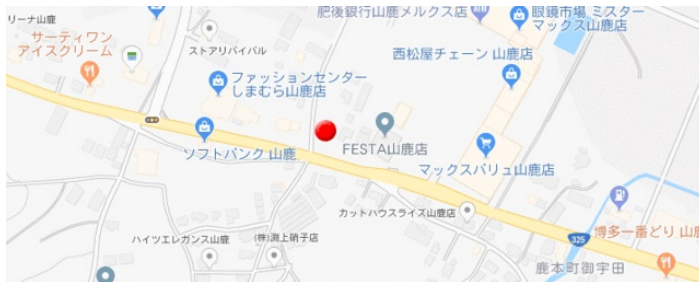 肥後銀行山鹿メルクス店
眼鏡市場 ミスター
マックス山鹿店
リーナ山鹿
サーティワン
アイスクリーム
ストアリバイバル
西松屋チェーン 山鹿店
ファッションセンター
しまむら山鹿店
ソフトバンク 山鹿
FESTA山鹿店
マックスバリュ山鹿店
カットハウスライズ山鹿店
ハイツエレガンス山鹿
(株)渕上硝子店
325
博多一番どり 山鹿
鹿本町御宇田